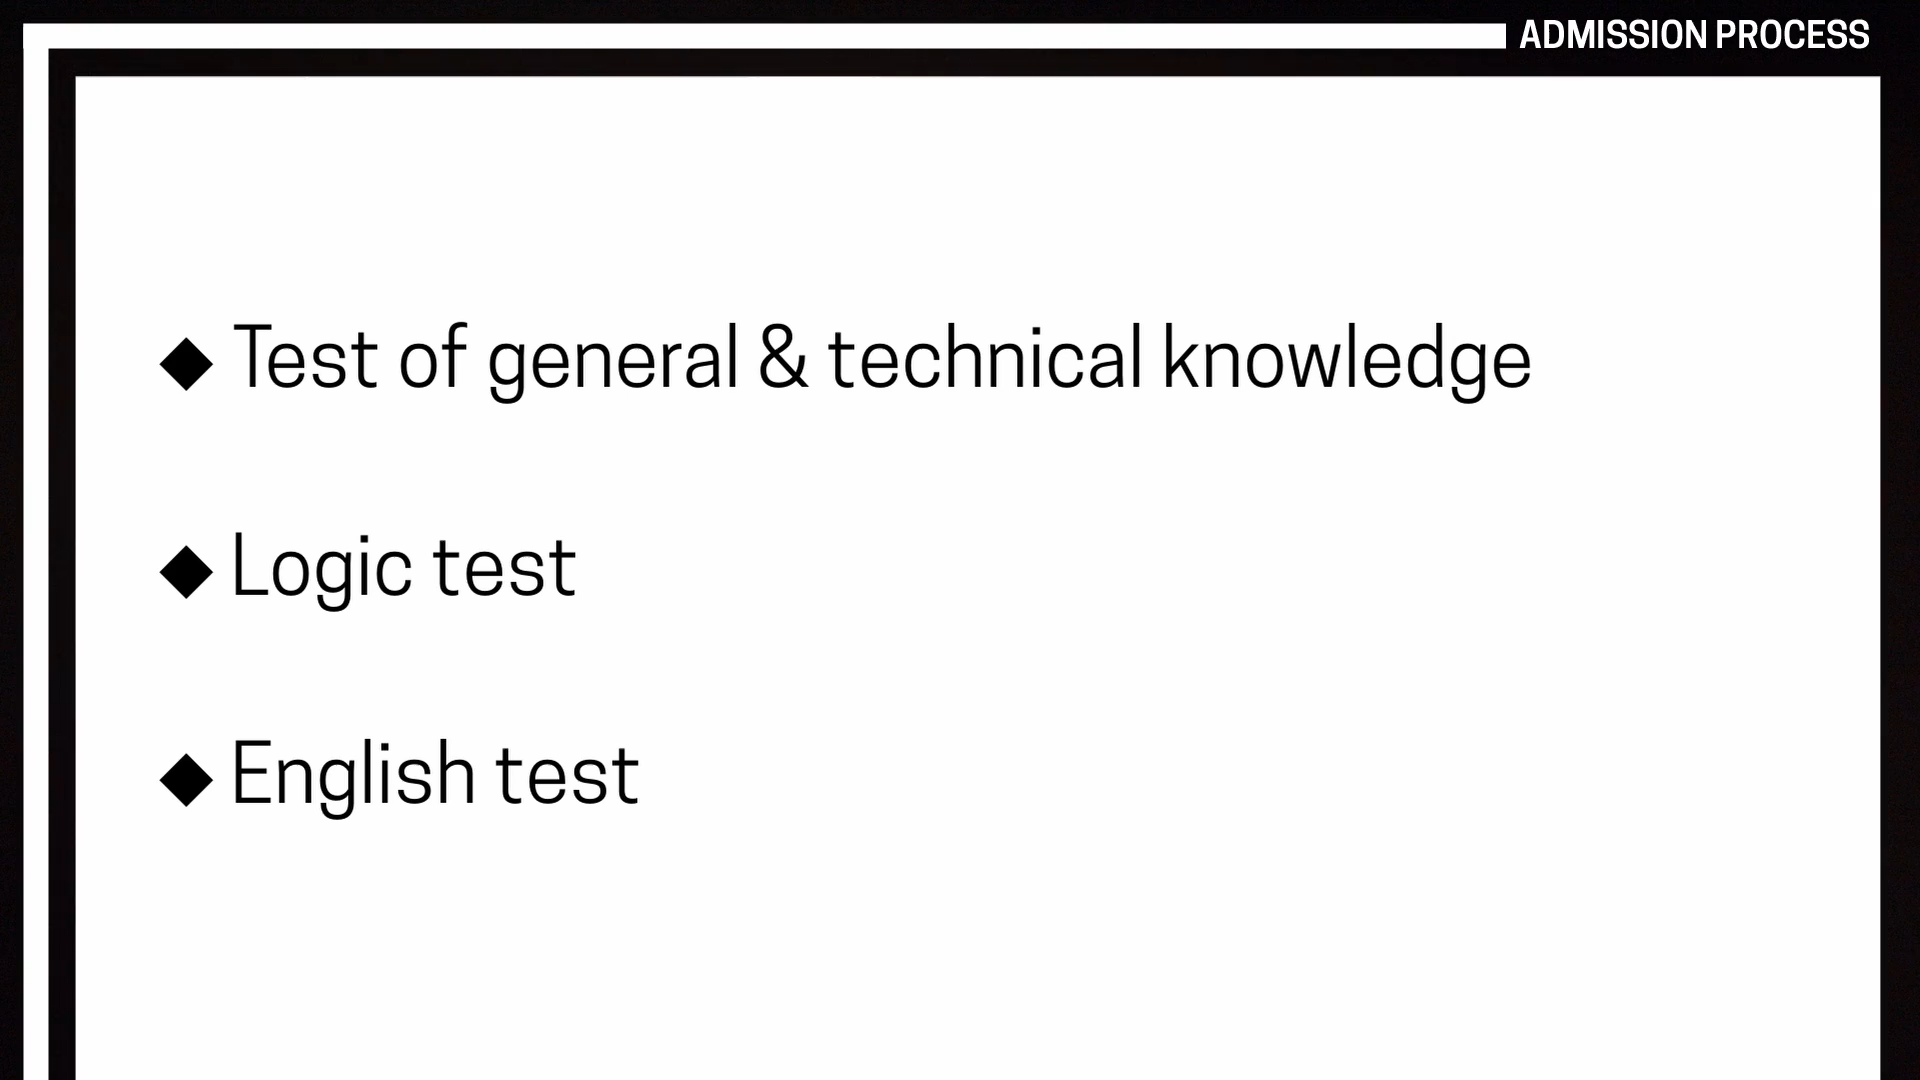 ADMISSION PROCESS
◆ Test of general & technical knowledge
◆ Logic test
◆ English test